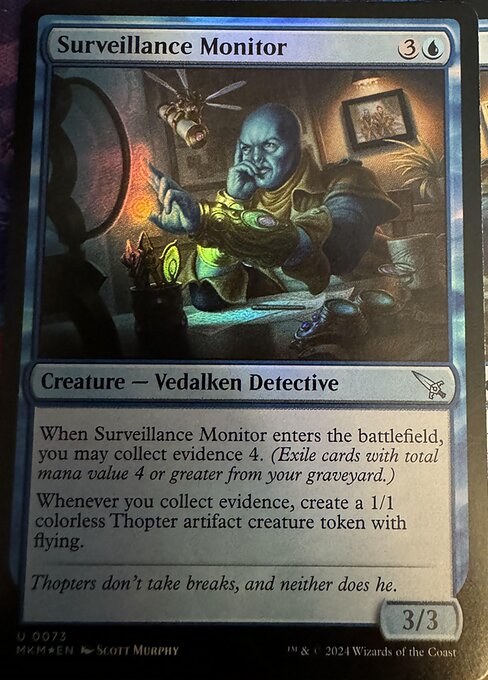 Surveillance Monitor 3
Creature — Vedalken Detective
When Surveillance Monitor enters the battlefield,
you may collect evidence 4. (Exile cards with total
mana value 4 or greater from your graveyard.)
Whenever you collect evidence, create a 1/1
colorless Thopter artifact creature token with
flying.
Thopters don't take breaks, and neither does he.
3/3
U 0073
MKM★EN Scott Murphy ™ & © 2024 Wizards of the Coast